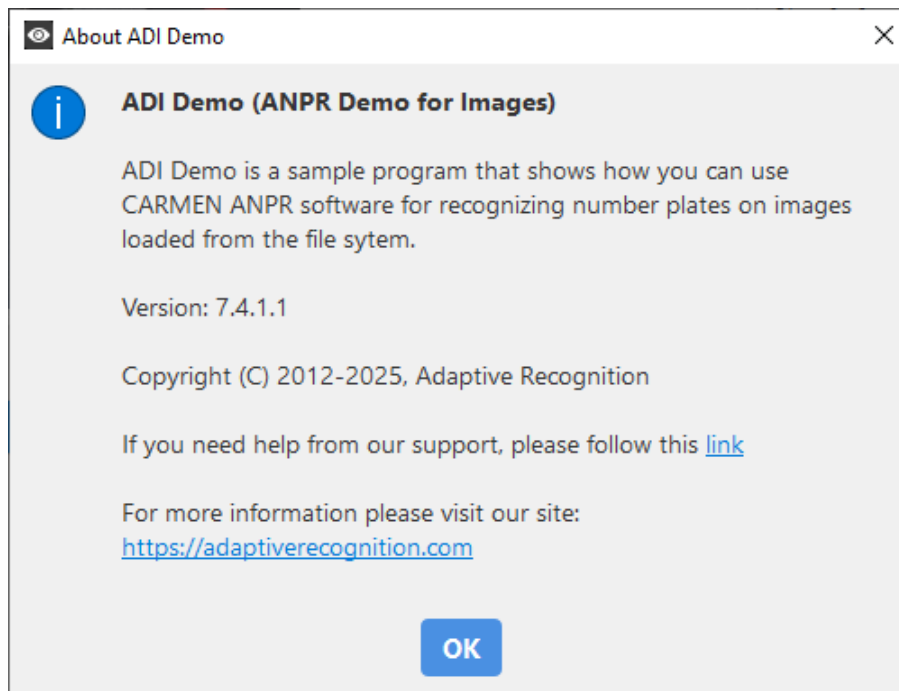 About ADI Demo
ADI Demo (ANPR Demo for Images)
ADI Demo is a sample program that shows how you can use
CARMEN ANPR software for recognizing number plates on images
loaded from the file sytem.
Version: 7.4.1.1
Copyright (C) 2012-2025, Adaptive Recognition
If you need help from our support, please follow this link
For more information please visit our site:
https://adaptiverecognition.com
OK